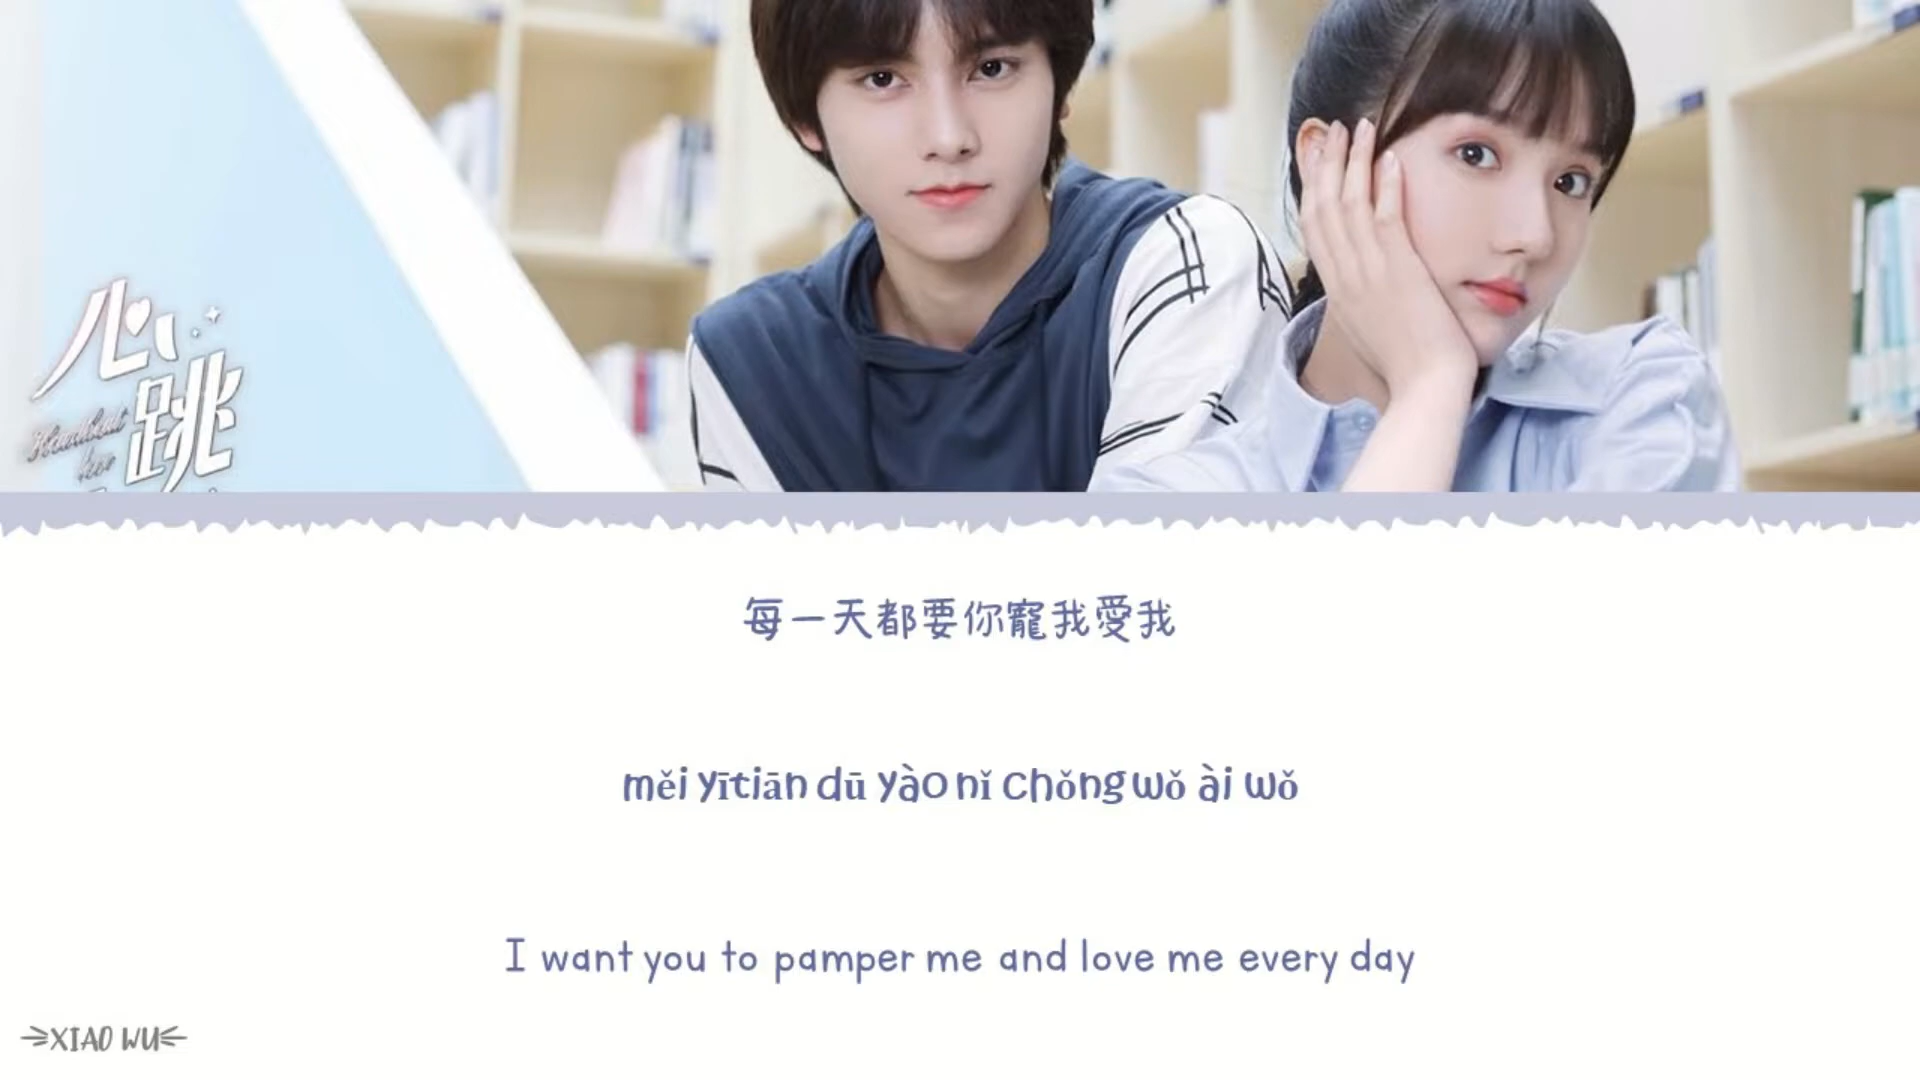 心跳
每一天都要你寵我愛我
měi yītiān dū yào nǐ chǒng wǒ ài wǒ
I want you to pamper me and love me every day
XIAO WU